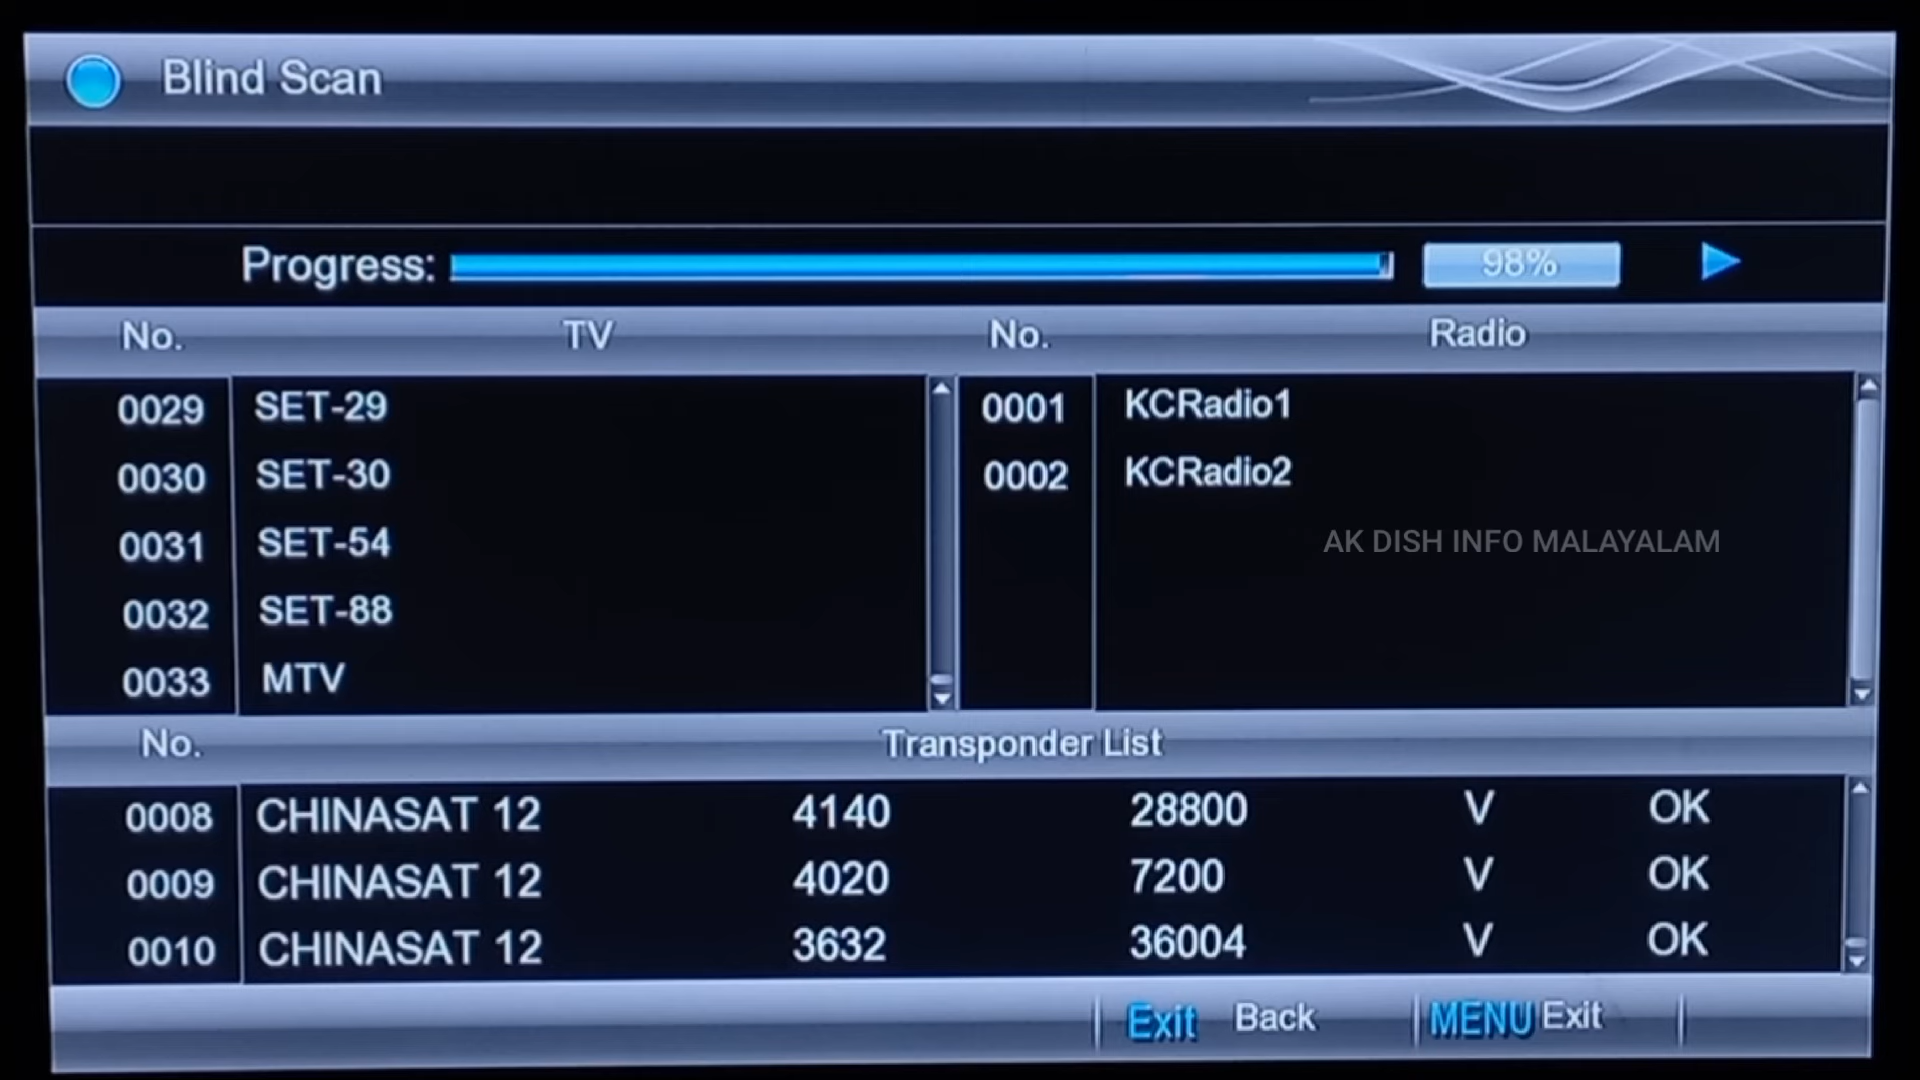 Blind Scan
Progress: 98%
No. TV No. Radio
0029 SET-29 0001 KCRadio1
0030 SET-30 0002 KCRadio2
0031 SET-54
AK DISH INFO MALAYALAM
0032 SET-88
0033 MTV
No. Transponder List
0008 CHINASAT 12 4140 28800 V OK
0009 CHINASAT 12 4020 7200 V OK
0010 CHINASAT 12 3632 36004 V OK
Exit Back MENU Exit